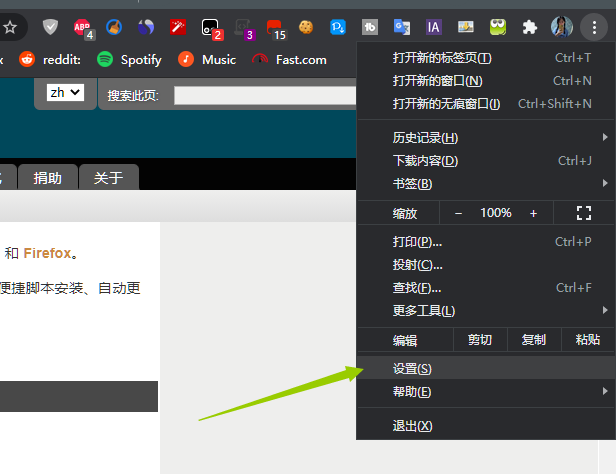 ABP 4 2 3 15 IA
x reddit: Spotify Music Fast.com
zh 搜索此页:
捐助 关于
和 Firefox。
便捷脚本安装、自动更
打开新的标签页(T) Ctrl+T
打开新的窗口(N) Ctrl+N
打开新的无痕窗口(I) Ctrl+Shift+N
历史记录(H)
下载内容(D) Ctrl+J
书签(B)
缩放 − 100% +
打印(P)... Ctrl+P
投射(C)...
查找(F)... Ctrl+F
更多工具(L)
编辑 剪切 复制 粘贴
设置(S)
帮助(E)
退出(X)